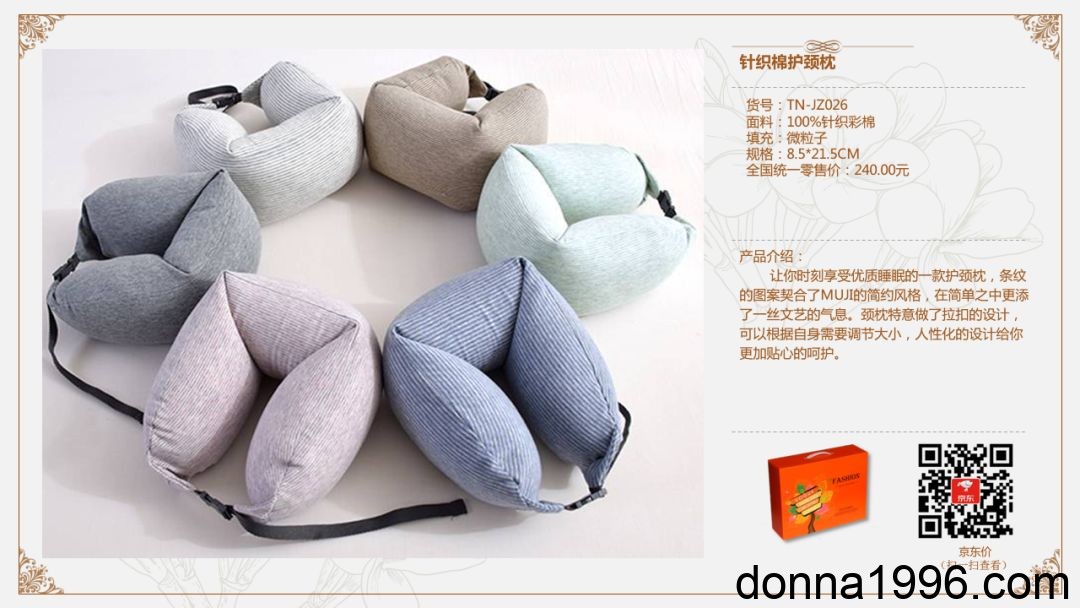 针织棉护颈枕
货号：TN-JZ026
面料：100%针织彩棉
填充：微粒子
规格：8.5*21.5CM
全国统一零售价：240.00元
产品介绍：
让你时刻享受优质睡眠的一款护颈枕，条纹
的图案契合了MUJI的简约风格，在简单之中更添
了一丝文艺的气息。颈枕特意做了拉扣的设计，
可以根据自身需要调节大小，人性化的设计给你
更加贴心的呵护。
FASHION
京东
京东价
（扫一扫查看）
donna1996.com